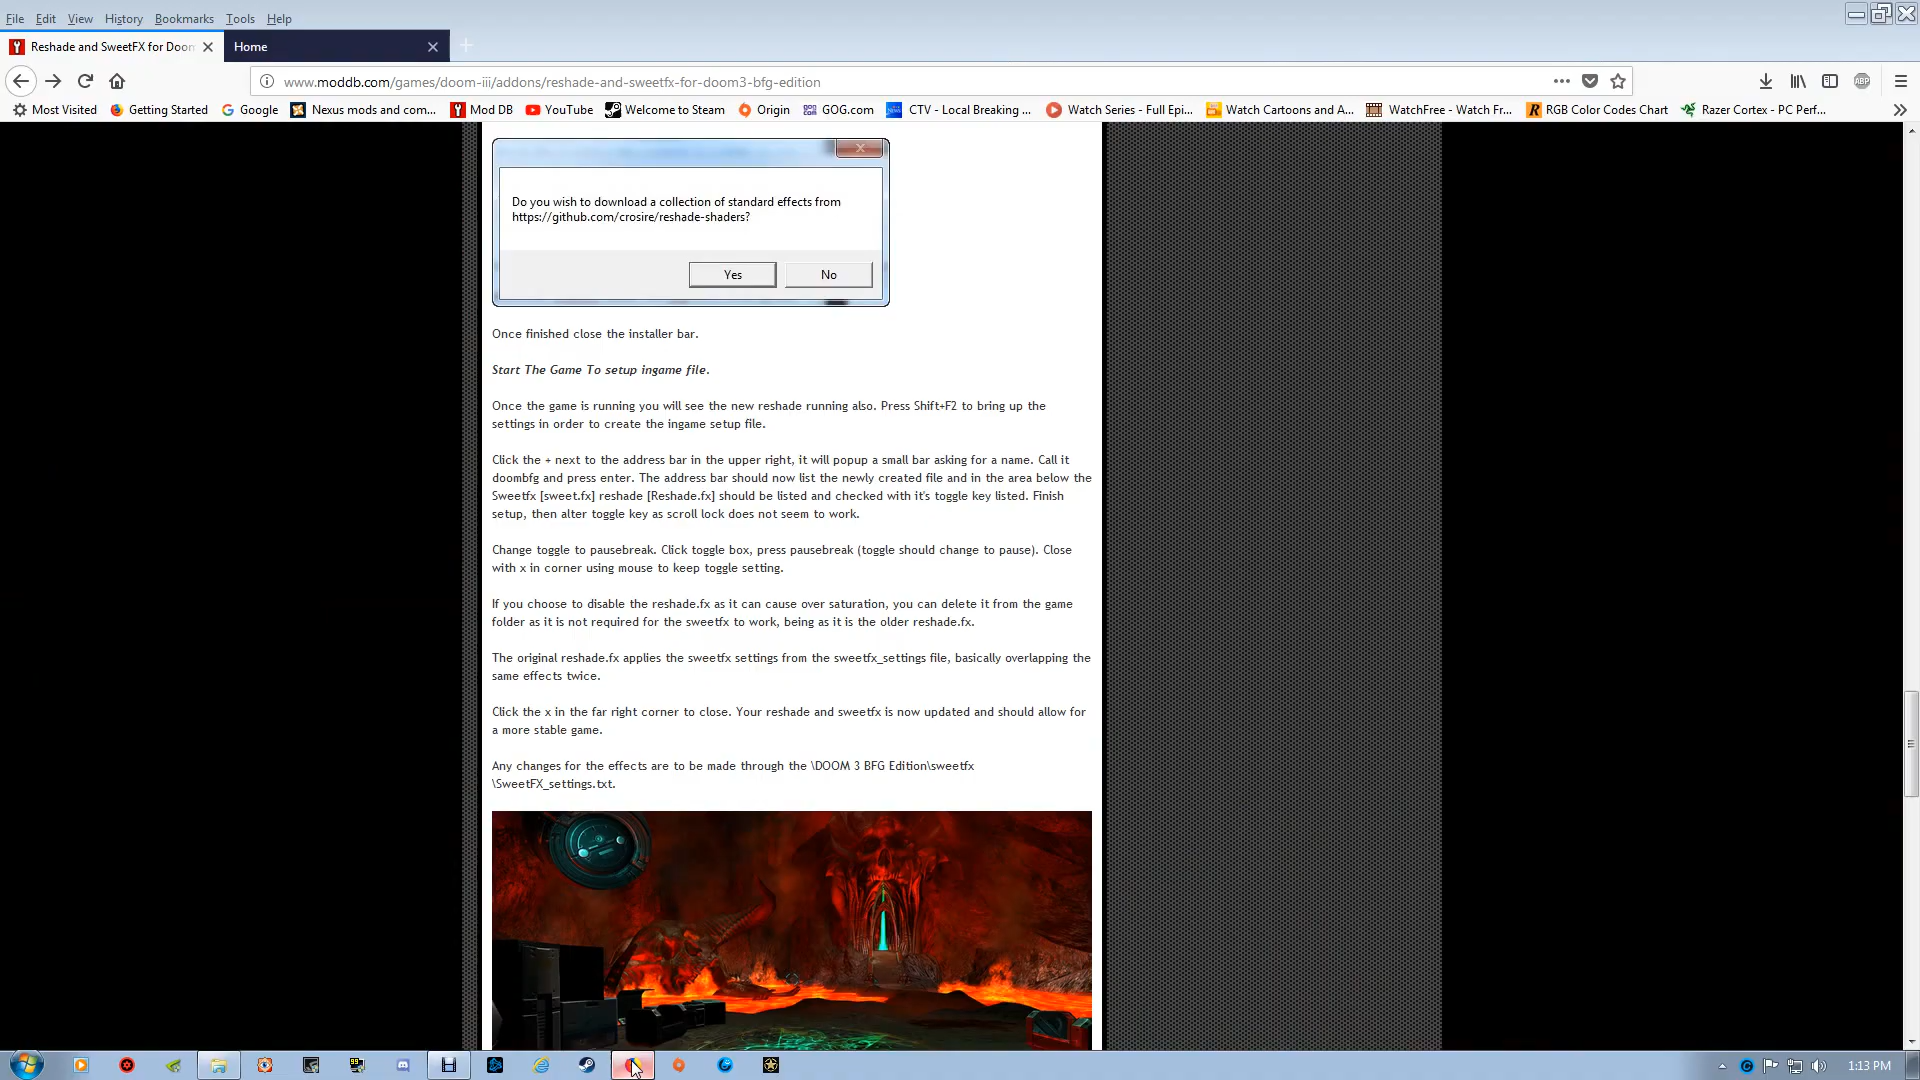 File Edit View History Bookmarks Tools Help
Reshade and SweetFX for Doom
Home
www.moddb.com/games/doom-iii/addons/reshade-and-sweetfx-for-doom3-bfg-edition
ABP
Most Visited Getting Started Google Nexus mods and com... Mod DB YouTube Welcome to Steam Origin GOG.com CTV - Local Breaking ... Watch Series - Full Epi... Watch Cartoons and A... WatchFree - Watch Fr... RGB Color Codes Chart Razer Cortex - PC Perf...
Do you wish to download a collection of standard effects from
https://github.com/crosire/reshade-shaders?
Yes No
Once finished close the installer bar.
Start The Game To setup ingame file.
Once the game is running you will see the new reshade running also. Press Shift+F2 to bring up the
settings in order to create the ingame setup file.
Click the + next to the address bar in the upper right, it will popup a small bar asking for a name. Call it
doombfg and press enter. The address bar should now list the newly created file and in the area below the
Sweetfx [sweet.fx] reshade [Reshade.fx] should be listed and checked with it's toggle key listed. Finish
setup, then alter toggle key as scroll lock does not seem to work.
Change toggle to pausebreak. Click toggle box, press pausebreak (toggle should change to pause). Close
with x in corner using mouse to keep toggle setting.
If you choose to disable the reshade.fx as it can cause over saturation, you can delete it from the game
folder as it is not required for the sweetfx to work, being as it is the older reshade.fx.
The original reshade.fx applies the sweetfx settings from the sweetfx_settings file, basically overlapping the
same effects twice.
Click the x in the far right corner to close. Your reshade and sweetfx is now updated and should allow for
a more stable game.
Any changes for the effects are to be made through the \DOOM 3 BFG Edition\sweetfx
\SweetFX_settings.txt.
1:13 PM